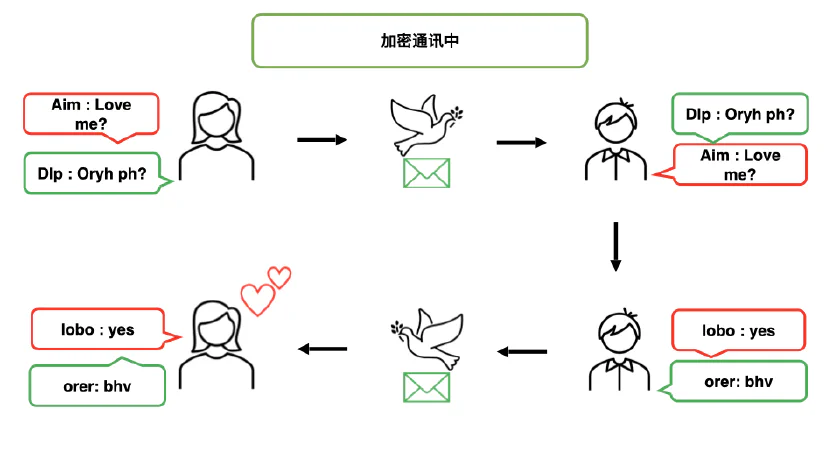 加密通讯中
Aim : Love
me?
Dlp : Oryh ph?
Dlp : Oryh ph?
Aim : Love
me?
lobo : yes
orer: bhv
lobo : yes
orer: bhv